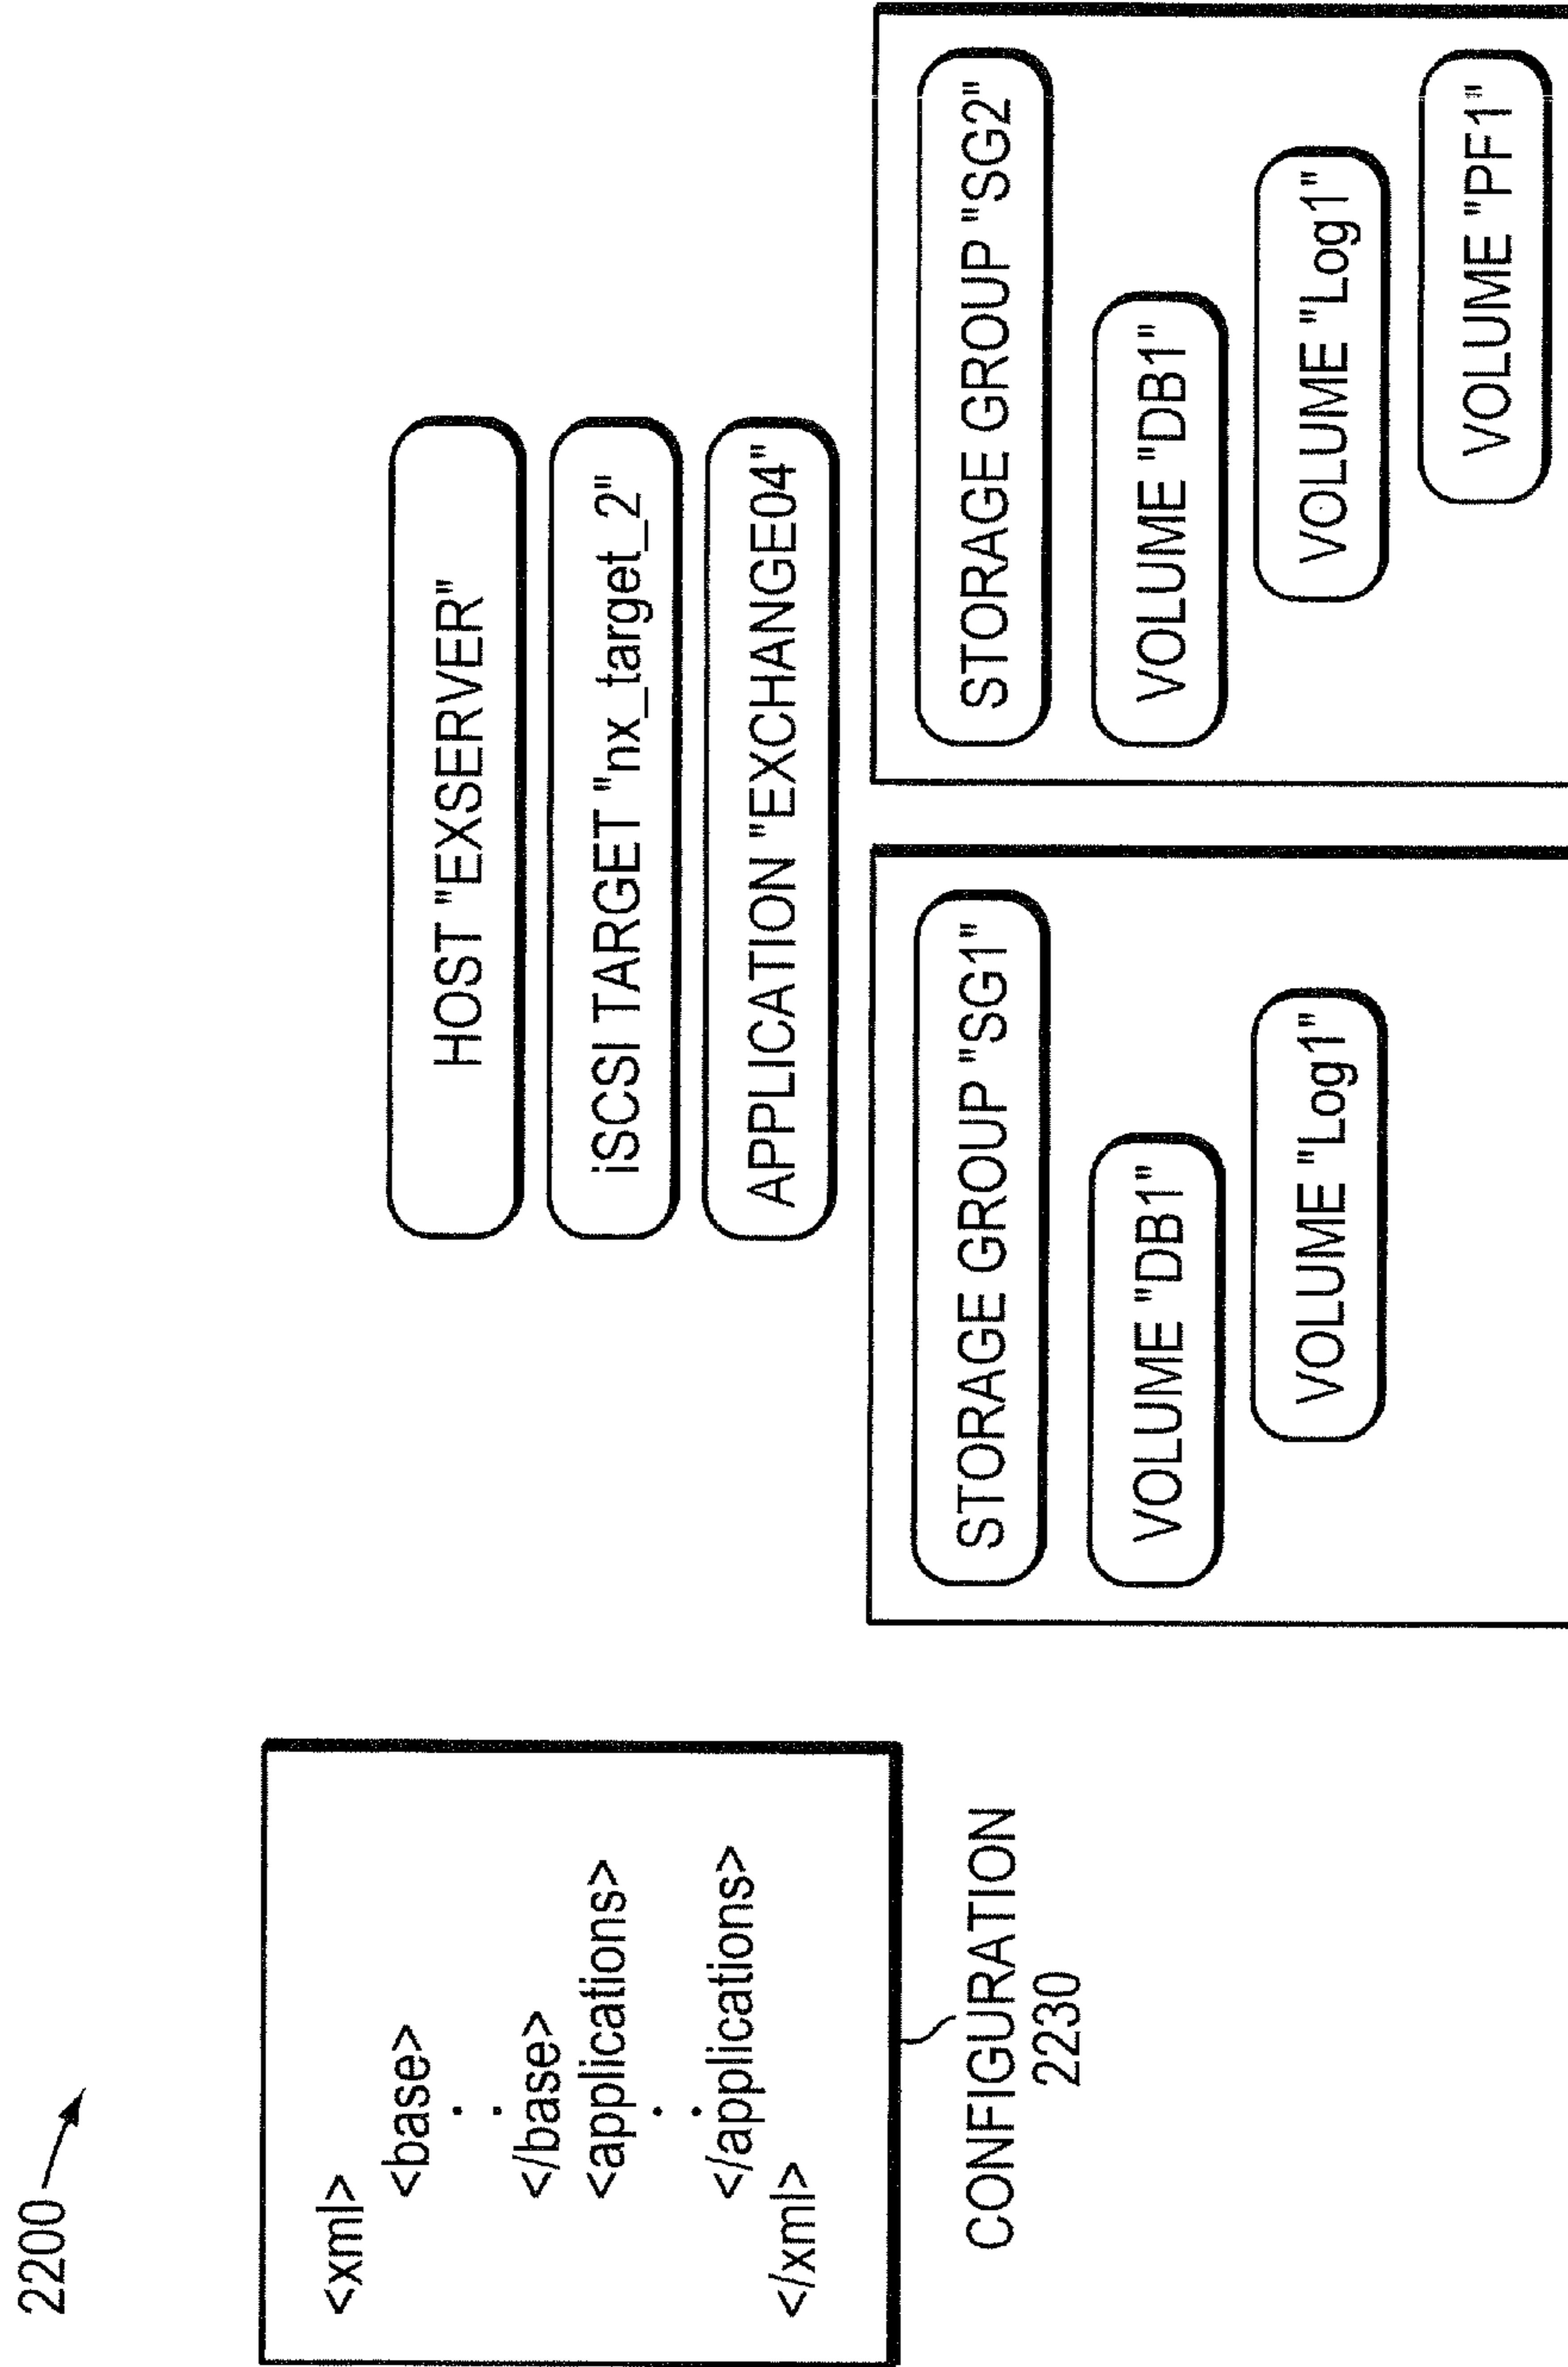 2200
<xml>
<base>
. .
</base>
<applications>
. .
</applications>
</xml>
CONFIGURATION
2230
HOST "EXSERVER"
iSCSI TARGET "nx_target_2"
APPLICATION "EXCHANGE04"
STORAGE GROUP "SG1"
VOLUME "DB1"
VOLUME "Log1"
STORAGE GROUP "SG2"
VOLUME "DB1"
VOLUME "Log1"
VOLUME "PF1"